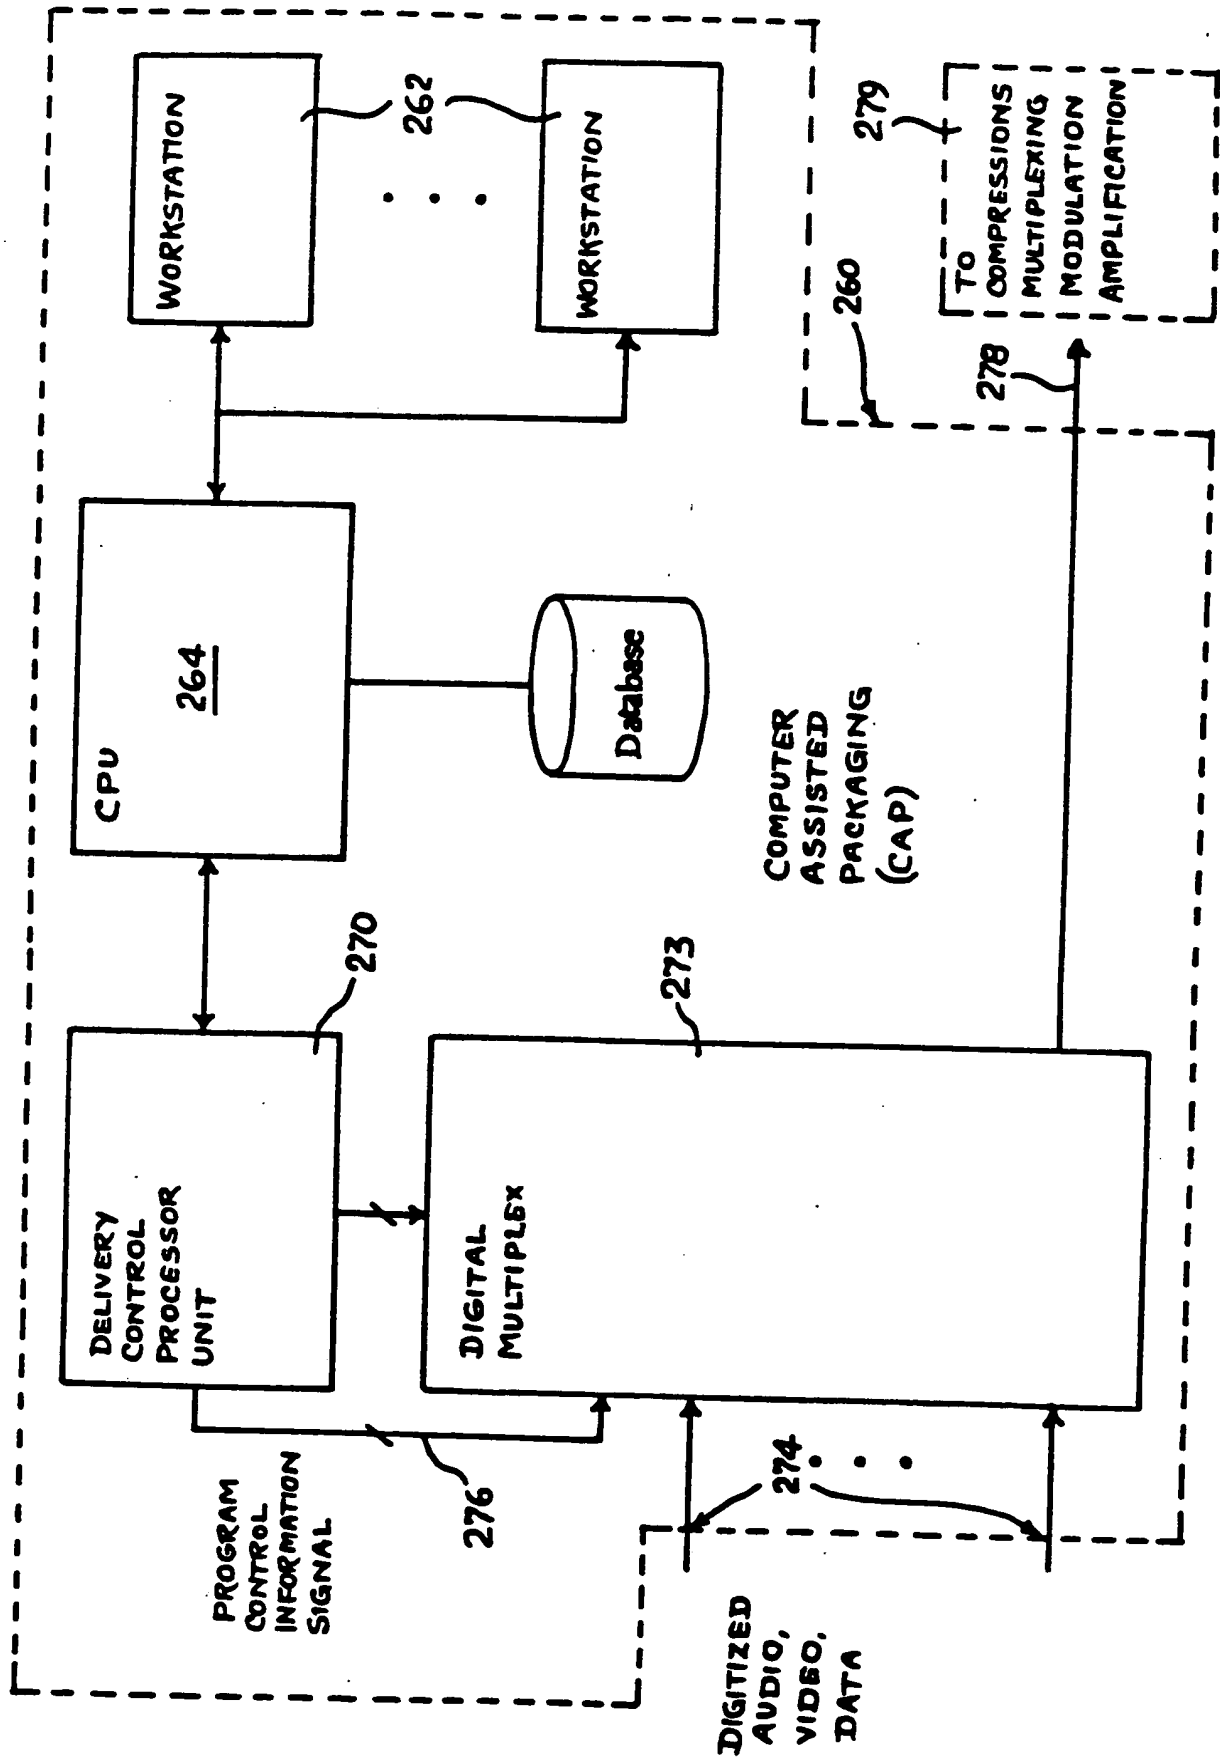 DELIVERY
CONTROL
PROCESSOR
UNIT
270
CPU
264
WORKSTATION
262
WORKSTATION
PROGRAM
CONTROL
INFORMATION
SIGNAL
276
DIGITAL
MULTIPLEX
273
Database
COMPUTER
ASSISTED
PACKAGING
(CAP)
DIGITIZED
AUDIO,
VIDEO,
DATA
274
260
278
279
TO
COMPRESSIONS
MULTIPLEXING
MODULATION
AMPLIFICATION